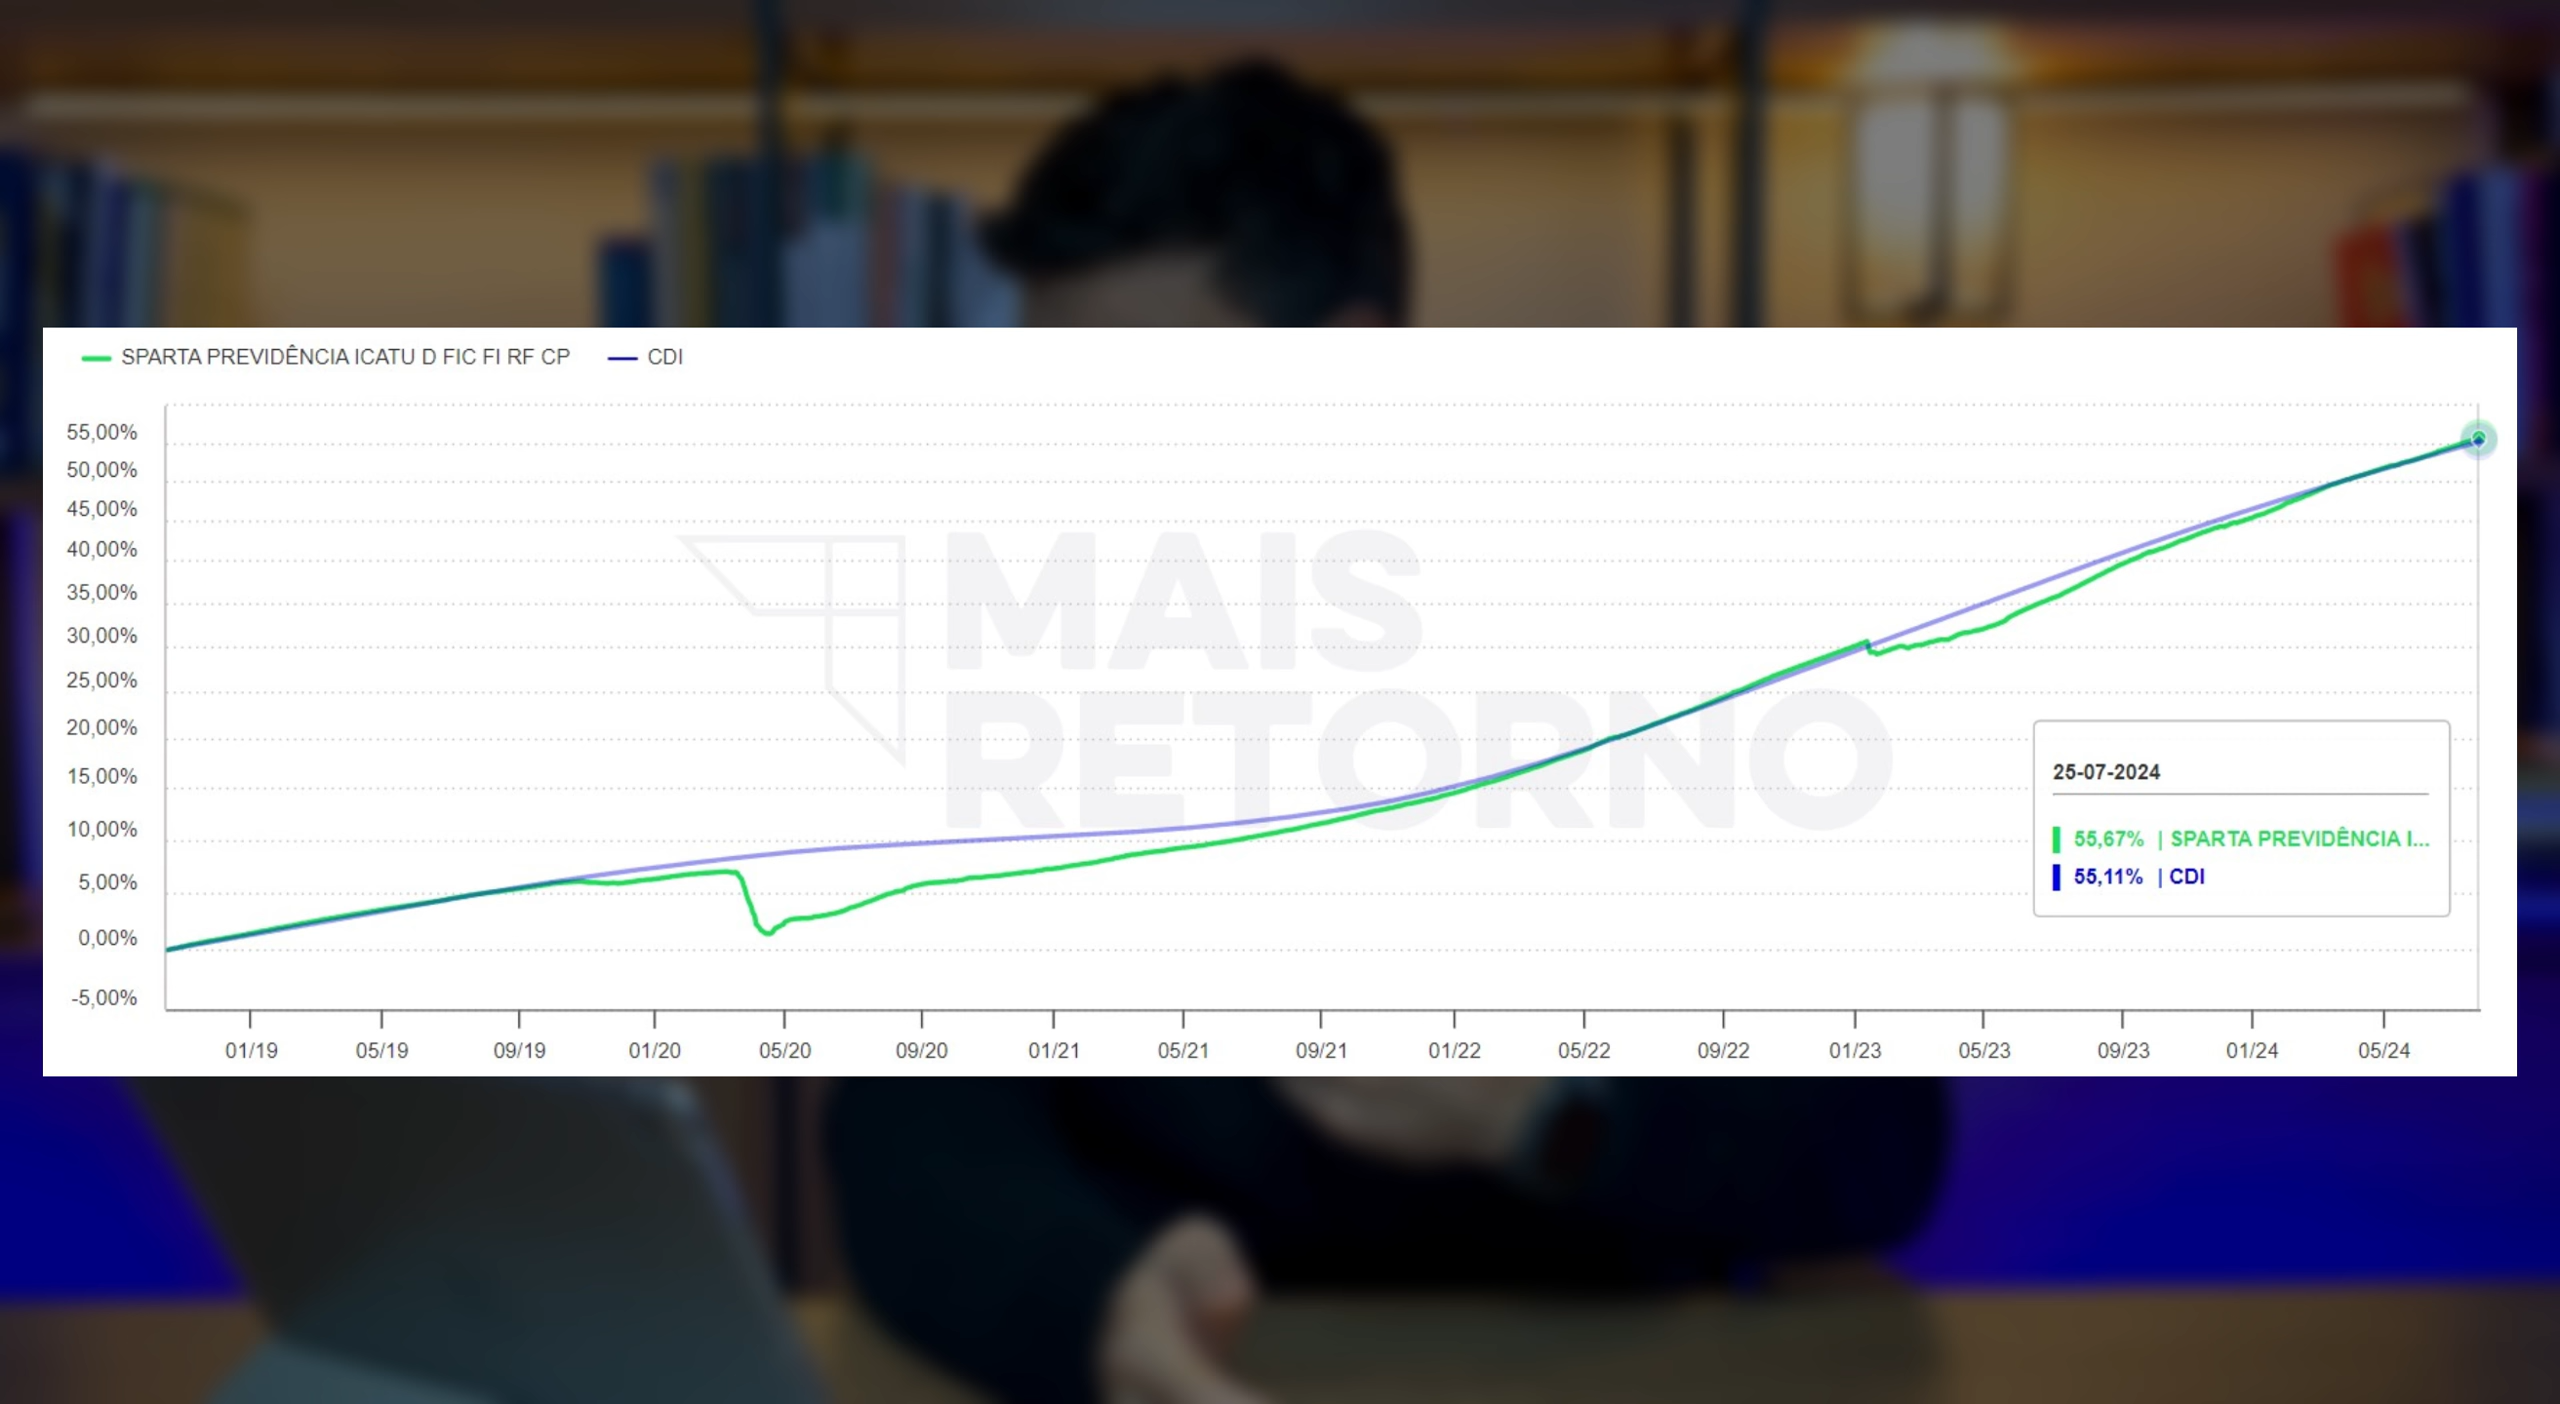 SPARTA PREVIDÊNCIA ICATU D FIC FI RF CP CDI
55,00%
50,00%
45,00%
40,00%
35,00%
30,00%
25,00%
20,00%
15,00%
10,00%
5,00%
0,00%
-5,00%
MAIS
RETORNO
25-07-2024
55,67% | SPARTA PREVIDÊNCIA I...
55,11% | CDI
01/19 05/19 09/19 01/20 05/20 09/20 01/21 05/21 09/21 01/22 05/22 09/22 01/23 05/23 09/23 01/24 05/24